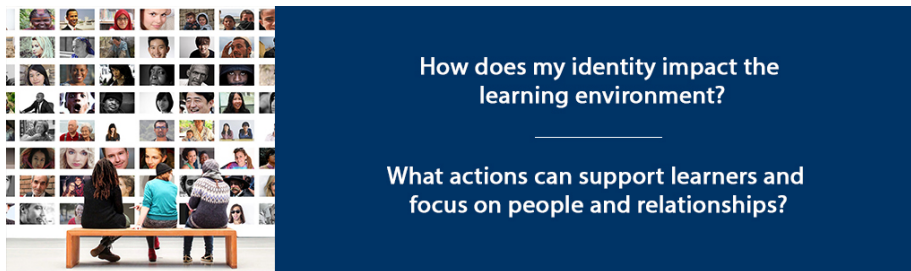 How does my identity impact the
learning environment?
What actions can support learners and
focus on people and relationships?